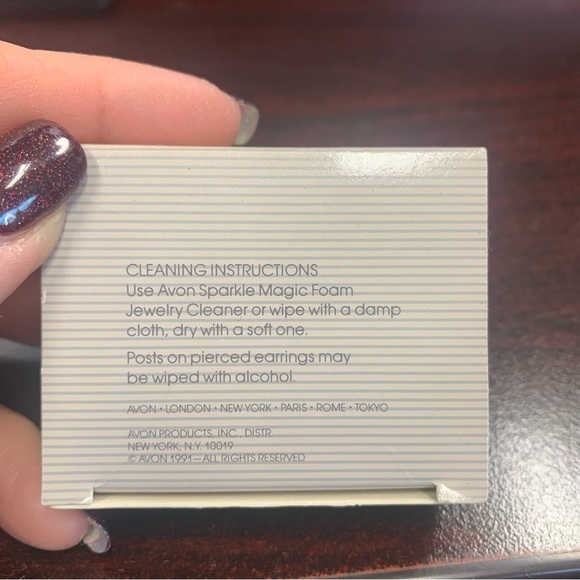 CLEANING INSTRUCTIONS
Use Avon Sparkle Magic Foam
Jewelry Cleaner or wipe with a damp
cloth, dry with a soft one.
Posts on pierced earrings may
be wiped with alcohol.
AVON • LONDON • NEW YORK • PARIS • ROME • TOKYO
AVON PRODUCTS, INC., DISTR.
NEW YORK, N.Y. 10019
© AVON 1991—ALL RIGHTS RESERVED